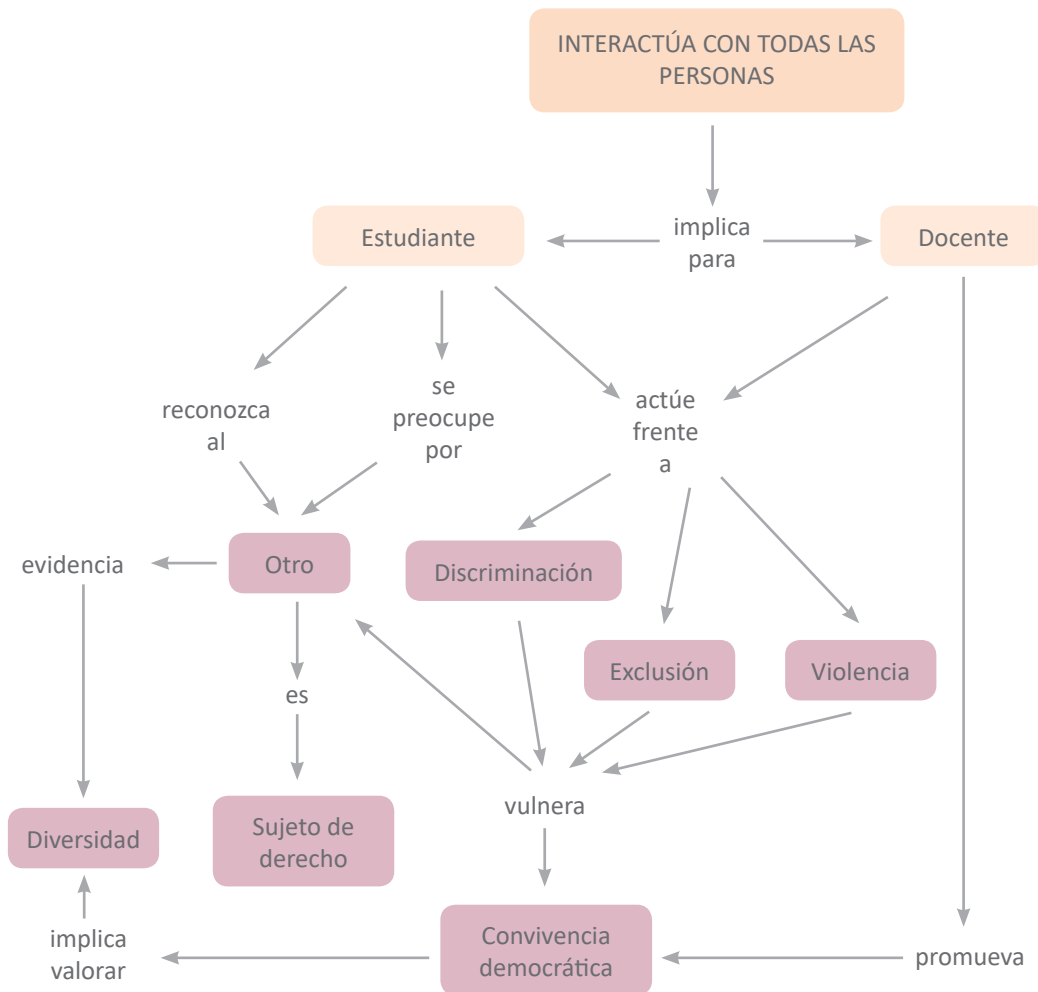 INTERACTÚA CON TODAS LAS
PERSONAS
Estudiante
implica
para
Docente
reconozca
al
se
preocupe
por
actúe
frente
a
evidencia
Otro
Discriminación
Exclusión
Violencia
es
vulnera
Diversidad
Sujeto de
derecho
implica
valorar
Convivencia
democrática
promueva